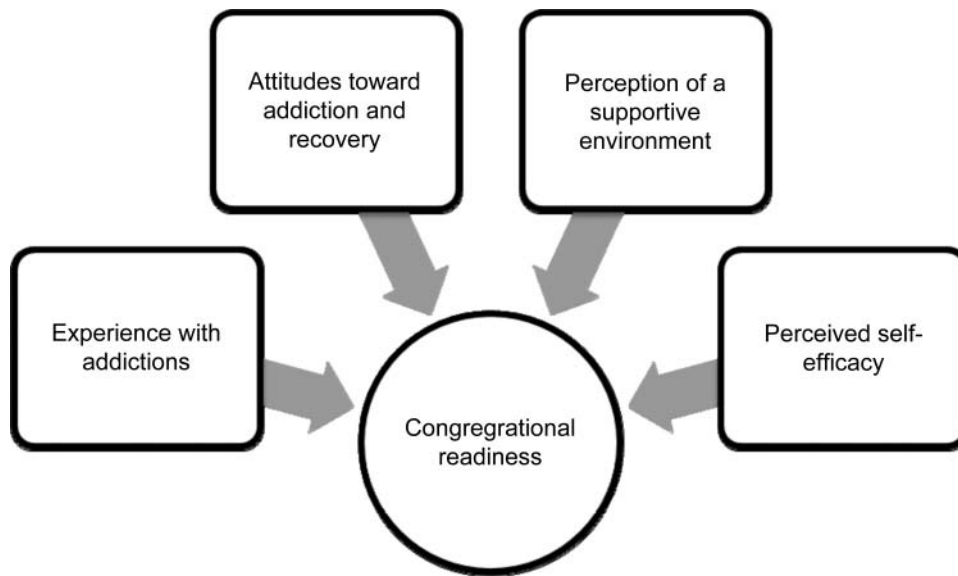 Attitudes toward
addiction and
recovery
Perception of a
supportive
environment
Experience with
addictions
Perceived self-
efficacy
Congregrational
readiness